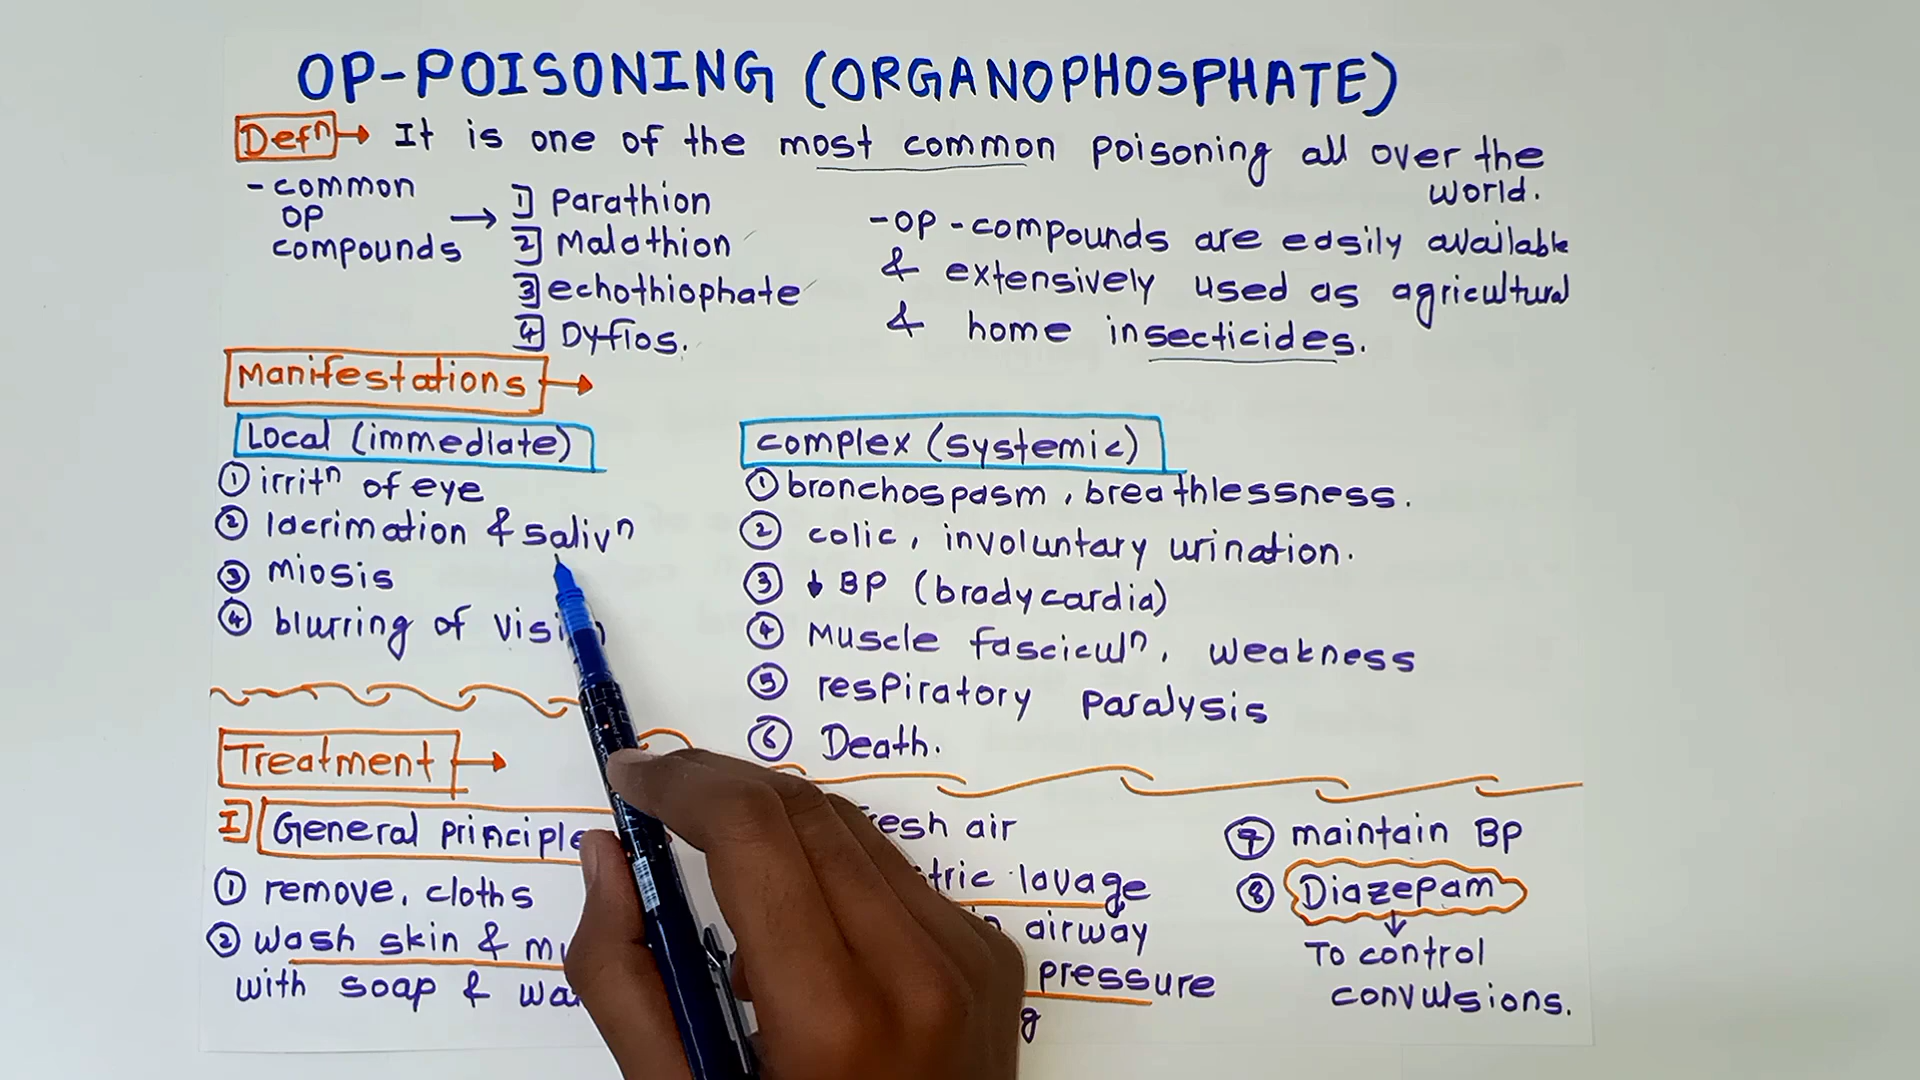 OP-POISONING (ORGANOPHOSPHATE)
Defⁿ → It is one of the most common poisoning all over the world.
- common OP compounds →
1] Parathion
2] Malathion
3] echothiophate
4] Dyflos.
- OP - compounds are easily available
& extensively used as agricultural
& home insecticides.
Manifestations →
Local (immediate)
① irritⁿ of eye
② lacrimation & salivⁿ
③ miosis
④ blurring of
complex (systemic)
① bronchospasm, breathlessness.
② colic, involuntary urination.
③ ↓ BP (bradycardia)
④ Muscle fasciculⁿ, weakness
⑤ respiratory paralysis
⑥ Death.
Treatment →
I] General
① remove. cloths
② wash skin &
with soap &
air
lavage
airway
pressure
⑦ maintain BP
⑧ Diazepam
↓
To control
convulsions.